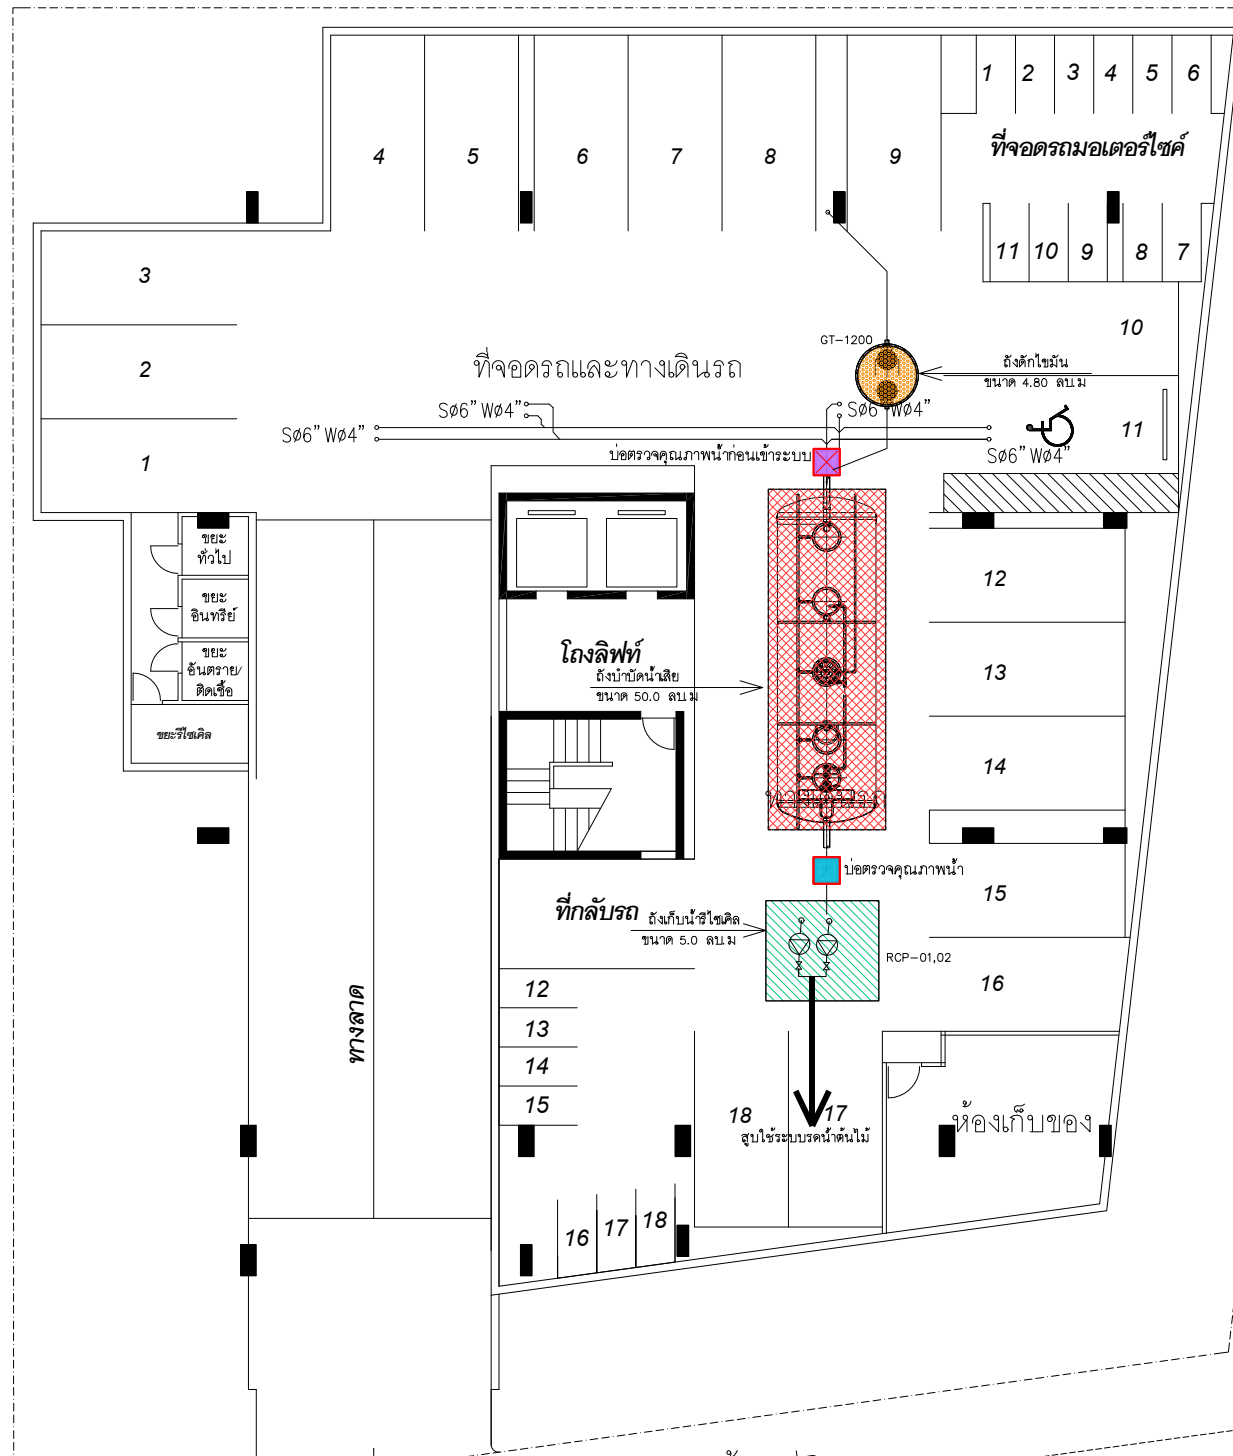 1 2 3 4 5 6
4 5 6 7 8 9
ที่จอดรถมอเตอร์ไซค์
11 10 9 8 7
3
10
GT-1200
ถังดักไขมัน
ขนาด 4.80 ลบ.ม
ที่จอดรถและทางเดินรถ
2
SØ6" WØ4"
SØ6" WØ4"
11
SØ6" WØ4"
SØ6" WØ4"
1
บ่อตรวจคุณภาพน้ำก่อนเข้าระบบ
ขยะ
ทั่วไป
12
ขยะ
อินทรีย์
ขยะ
อันตราย/
ติดเชื้อ
โถงลิฟท์
ถังบำบัดน้ำเสีย
ขนาด 50.0 ลบ.ม
13
ขยะรีไซเคิล
14
บ่อตรวจคุณภาพน้ำ
15
ที่กลับรถ
ถังเก็บน้ำรีไซเคิล
ขนาด 5.0 ลบ.ม
RCP-01,02
16
12
13
14
15
ทางลาด
18 17
สูบใช้ระบบรดน้ำต้นไม้
ห้องเก็บของ
16 17 18